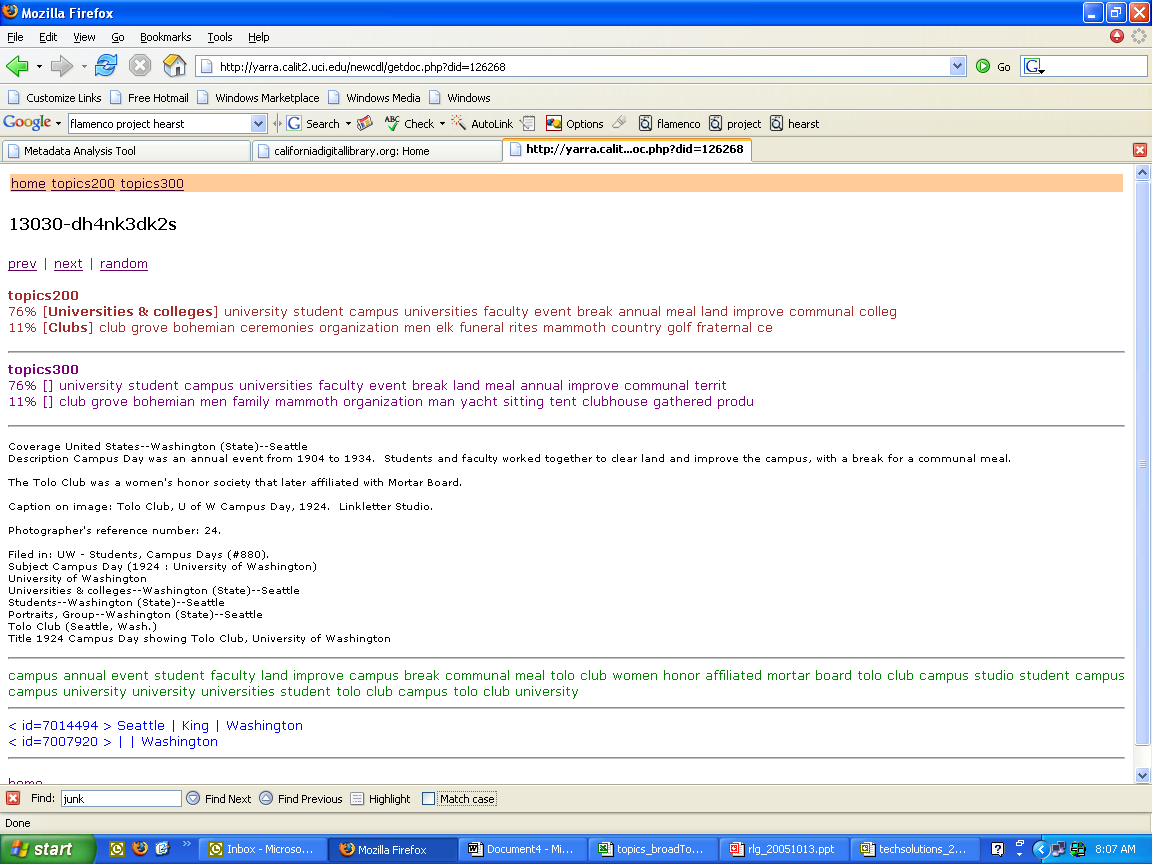 Mozilla Firefox
File Edit View Go Bookmarks Tools Help
http://yarra.calit2.uci.edu/newcdl/getdoc.php?did=126268 Go G
Customize Links Free Hotmail Windows Marketplace Windows Media Windows
Google flamenco project hearst G Search ABC Check AutoLink Options flamenco project hearst
Metadata Analysis Tool californiadigitallibrary.org: Home http://yarra.calit...oc.php?did=126268
home topics200 topics300
13030-dh4nk3dk2s
prev | next | random
topics200
76% [Universities & colleges] university student campus universities faculty event break annual meal land improve communal colleg
11% [Clubs] club grove bohemian ceremonies organization men elk funeral rites mammoth country golf fraternal ce
topics300
76% [] university student campus universities faculty event break land meal annual improve communal territ
11% [] club grove bohemian men family mammoth organization man yacht sitting tent clubhouse gathered produ
Coverage United States--Washington (State)--Seattle
Description Campus Day was an annual event from 1904 to 1934.  Students and faculty worked together to clear land and improve the campus, with a break for a communal meal.
The Tolo Club was a women's honor society that later affiliated with Mortar Board.
Caption on image: Tolo Club, U of W Campus Day, 1924.  Linkletter Studio.
Photographer's reference number: 24.
Filed in: UW - Students, Campus Days (#880).
Subject Campus Day (1924 : University of Washington)
University of Washington
Universities & colleges--Washington (State)--Seattle
Students--Washington (State)--Seattle
Portraits, Group--Washington (State)--Seattle
Tolo Club (Seattle, Wash.)
Title 1924 Campus Day showing Tolo Club, University of Washington
campus annual event student faculty land improve campus break communal meal tolo club women honor affiliated mortar board tolo club campus studio student campus
campus university university universities student tolo club campus tolo club university
< id=7014494 > Seattle | King | Washington
< id=7007920 > | | Washington
home
Find: junk Find Next Find Previous Highlight Match case
Done
start Inbox - Microso... Mozilla Firefox Document4 - Mi... topics_broadTo... rlg_20051013.ppt techsolutions_2... 8:07 AM